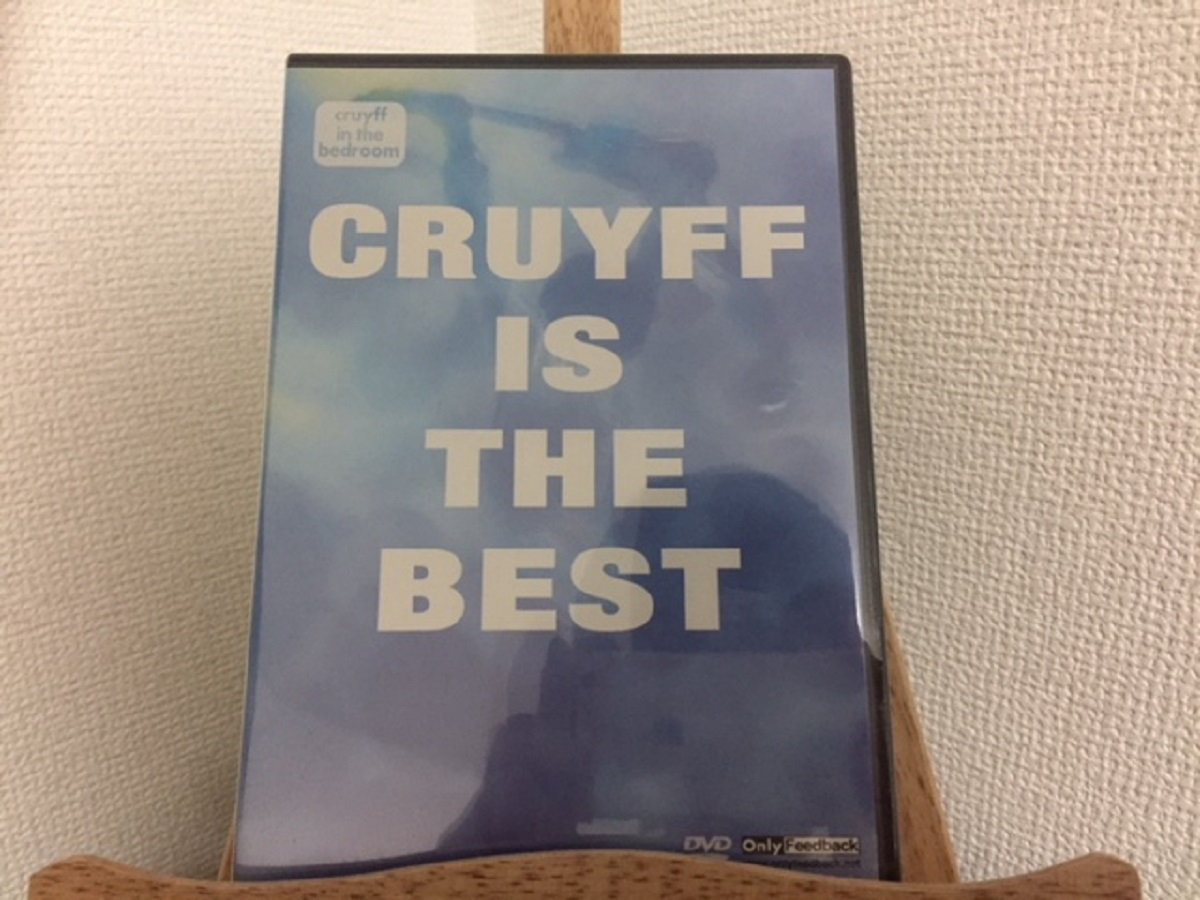 cruyff
in the
bedroom
CRUYFF
IS
THE
BEST
DVD Only Feedback